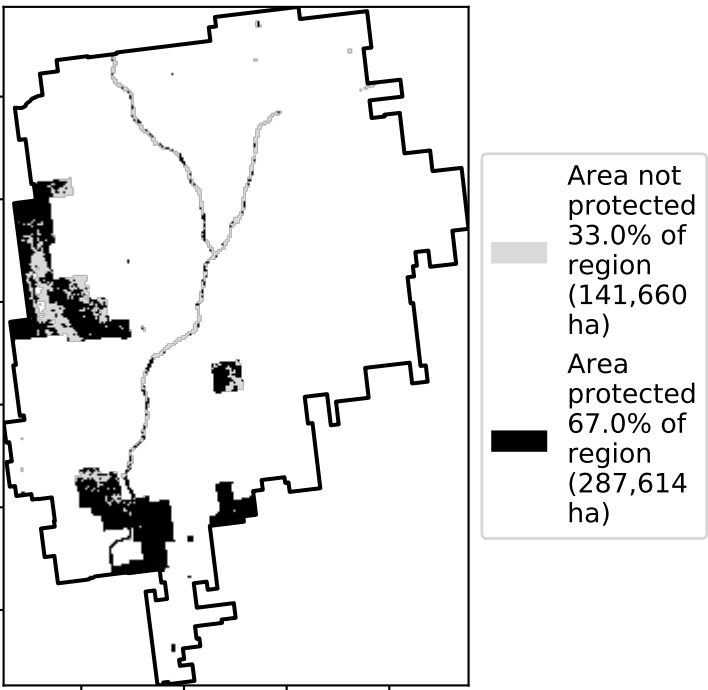 Area not
protected
33.0% of
region
(141,660
ha)
Area
protected
67.0% of
region
(287,614
ha)